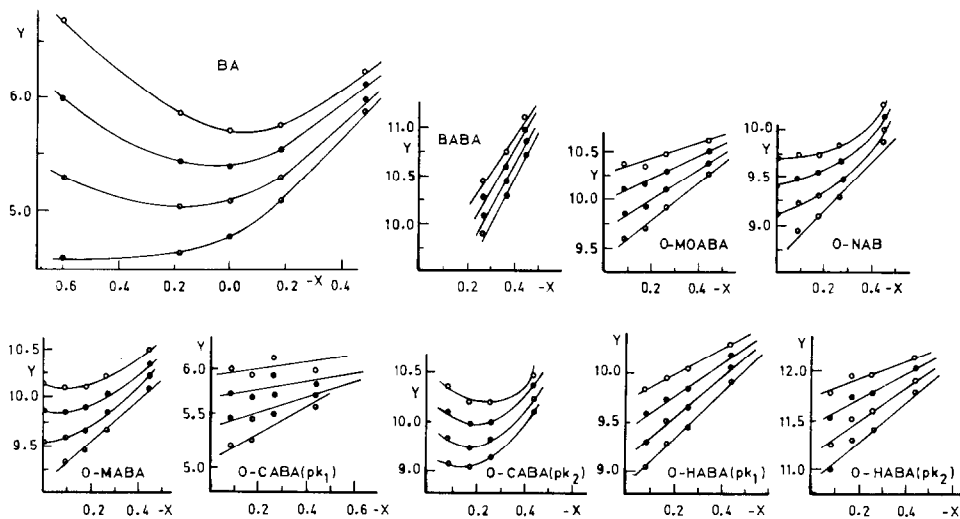 Y
BA
6.0
5.0
0.6 0.4 0.2 0.0 0.2 -X 0.4
BABA
Y
11.0
10.5
10.0
0.2 0.4 -X
10.5
Y
10.0
9.5
O-MOABA
0.2 0.4 -X
Y
10.0
9.5
9.0
O-NAB
0.2 0.4 -X
10.5
Y
10.0
9.5
O-MABA
0.2 0.4 -X
Y
6.0
5.5
5.0
O-CABA(pk₁)
0.2 0.4 0.6 -X
Y
10.0
9.0
O-CABA(pk₂)
0.2 0.4 -X
Y
10.0
9.5
9.0
O-HABA(pk₁)
0.2 0.4 -X
Y
12.0
11.5
11.0
O-HABA(pk₂)
0.2 0.4 -X